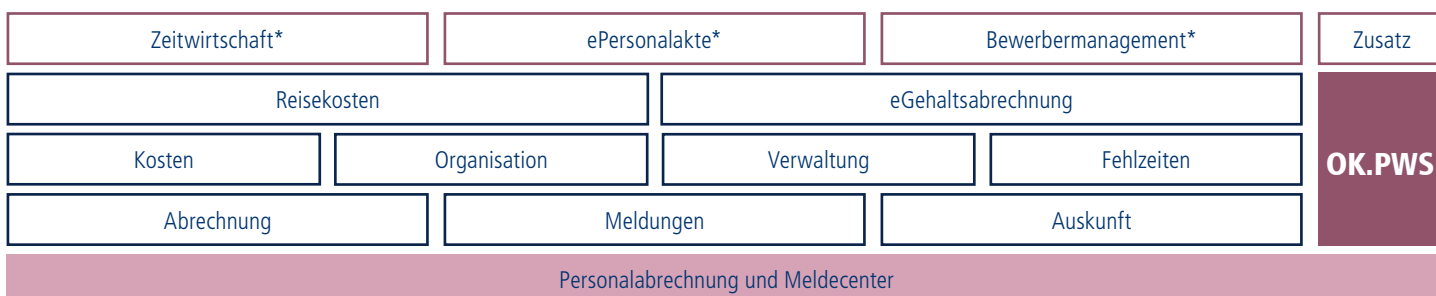 Zeitwirtschaft* ePersonalakte* Bewerbermanagement* Zusatz
Reisekosten eGehaltsabrechnung
Kosten Organisation Verwaltung Fehlzeiten OK.PWS
Abrechnung Meldungen Auskunft
Personalabrechnung und Meldecenter